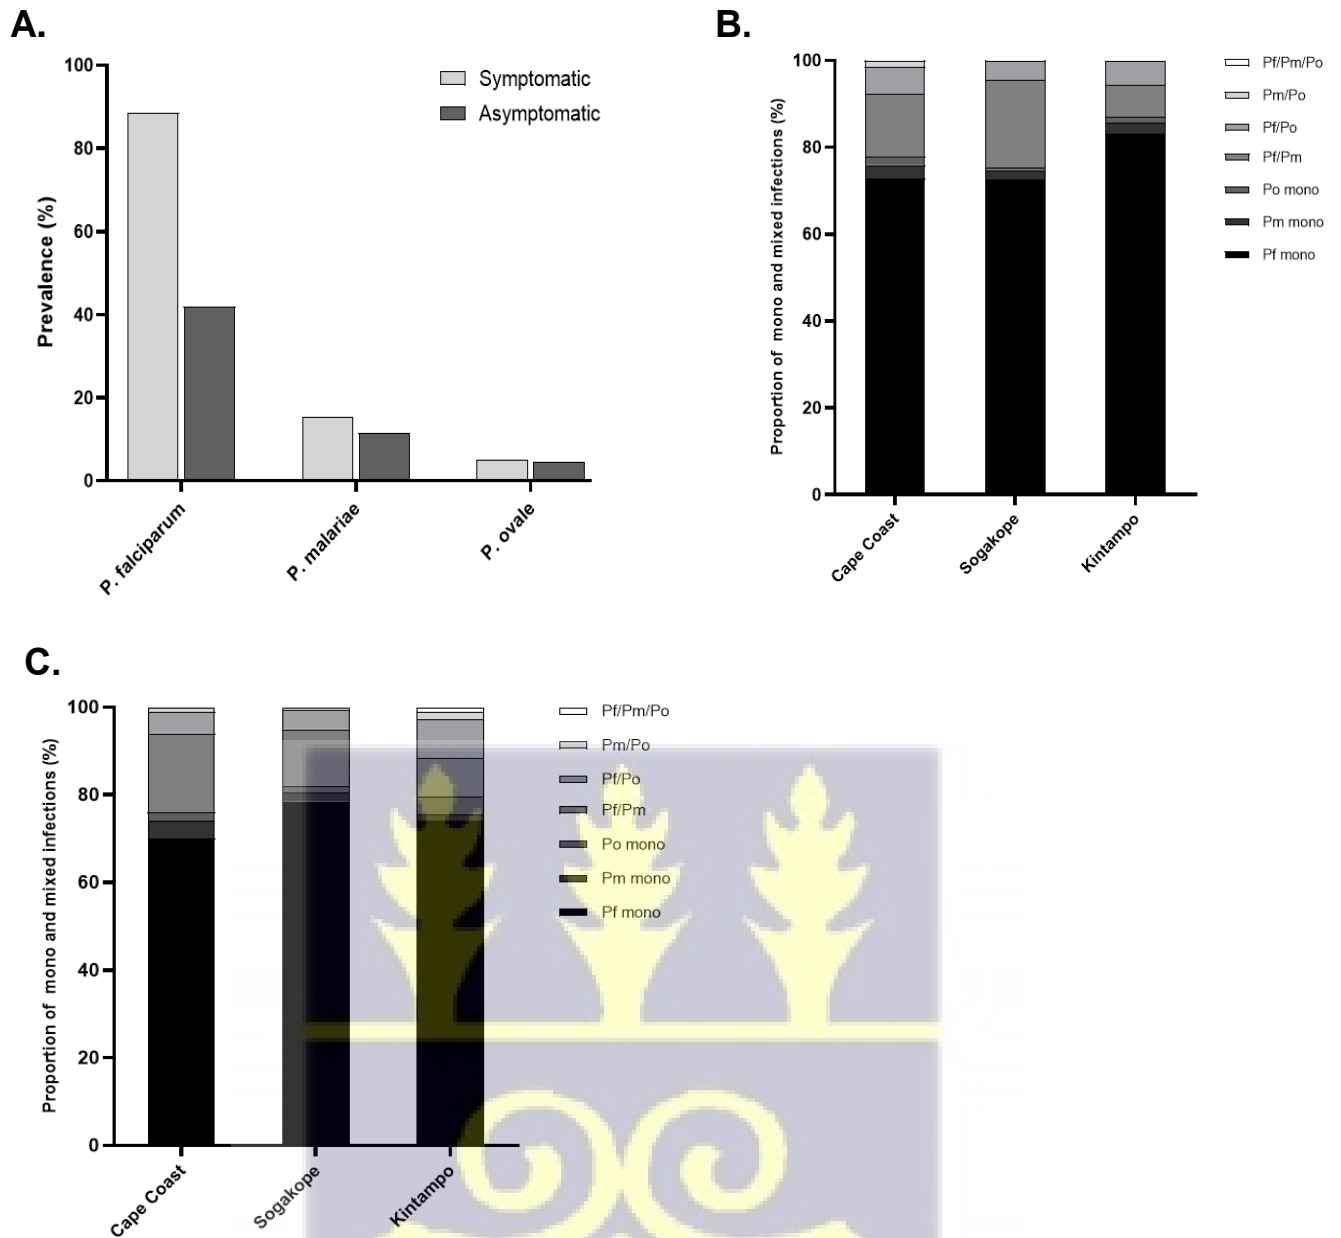 A.
100
80
60
40
20
0
Prevalence (%)
Symptomatic
Asymptomatic
P. falciparum
P. malariae
P. ovale
B.
100
80
60
40
20
0
Proportion of mono and mixed infections (%)
Pf/Pm/Po
Pm/Po
Pf/Po
Pf/Pm
Po mono
Pm mono
Pf mono
Cape Coast
Sogakope
Kintampo
C.
100
80
60
40
20
0
Proportion of mono and mixed infections (%)
Pf/Pm/Po
Pm/Po
Pf/Po
Pf/Pm
Po mono
Pm mono
Pf mono
Cape Coast
Sogakope
Kintampo